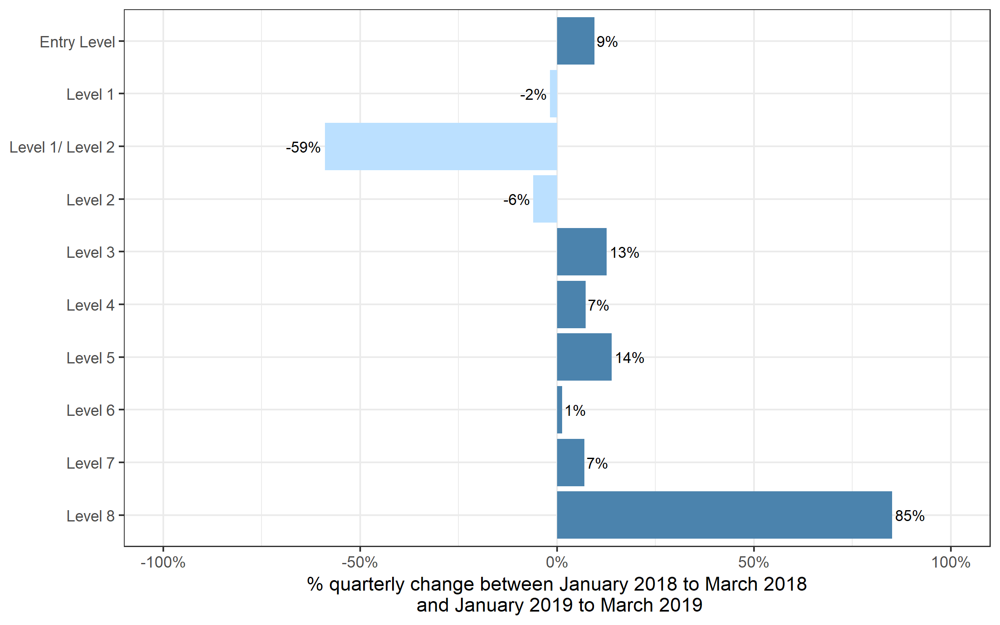 Entry Level 9%
Level 1 -2%
Level 1/ Level 2 -59%
Level 2 -6%
Level 3 13%
Level 4 7%
Level 5 14%
Level 6 1%
Level 7 7%
Level 8 85%
-100% -50% 0% 50% 100%
% quarterly change between January 2018 to March 2018
and January 2019 to March 2019